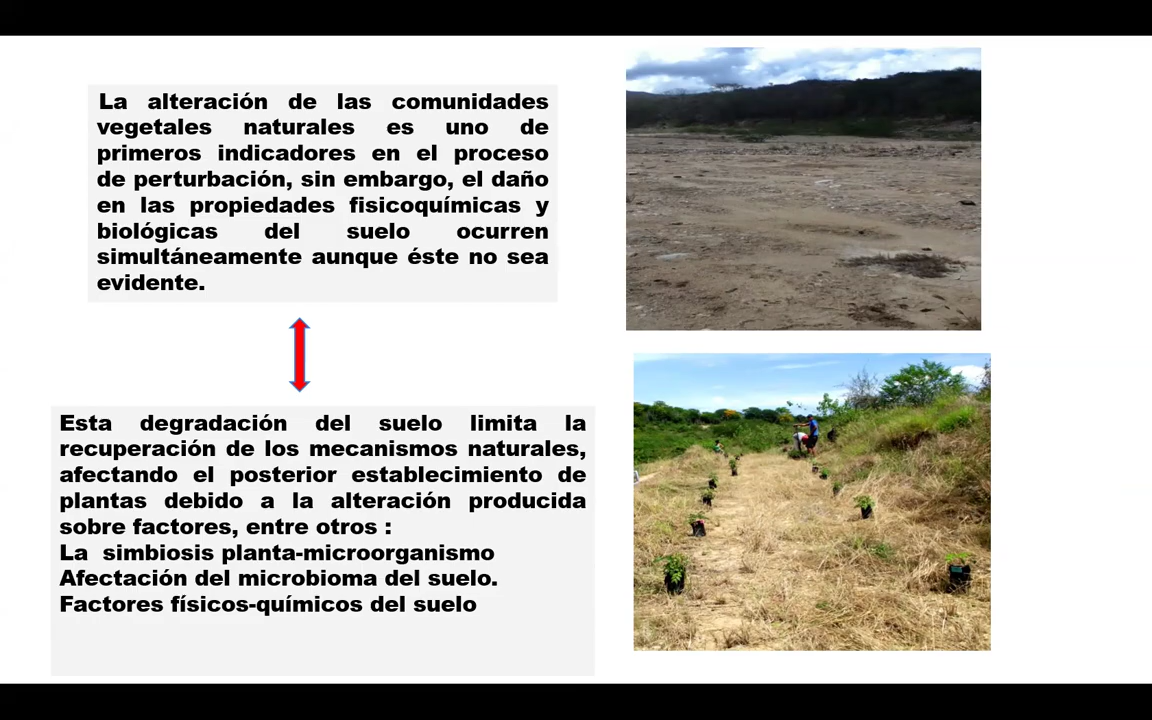 La alteración de las comunidades
vegetales naturales es uno de
primeros indicadores en el proceso
de perturbación, sin embargo, el daño
en las propiedades fisicoquímicas y
biológicas del suelo ocurren
simultáneamente aunque éste no sea
evidente.
Esta degradación del suelo limita la
recuperación de los mecanismos naturales,
afectando el posterior establecimiento de
plantas debido a la alteración producida
sobre factores, entre otros :
La simbiosis planta-microorganismo
Afectación del microbioma del suelo.
Factores físicos-químicos del suelo